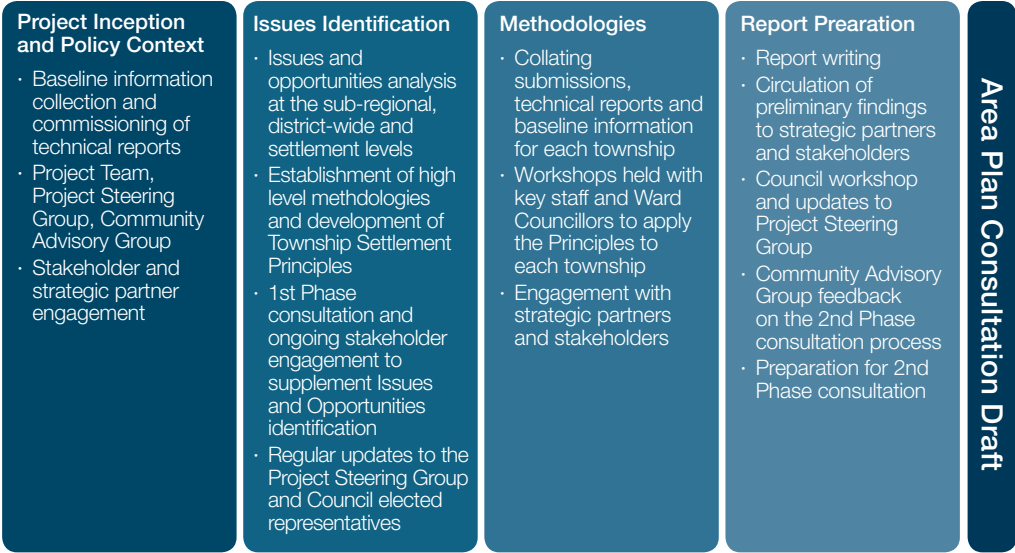 Project Inception
and Policy Context
· Baseline information
collection and
commissioning of
technical reports
· Project Team,
Project Steering
Group, Community
Advisory Group
· Stakeholder and
strategic partner
engagement
Issues Identification
· Issues and
opportunities analysis
at the sub-regional,
district-wide and
settlement levels
· Establishment of high
level methdologies
and development of
Township Settlement
Principles
· 1st Phase
consultation and
ongoing stakeholder
engagement to
supplement Issues
and Opportunities
identification
· Regular updates to the
Project Steering Group
and Council elected
representatives
Methodologies
· Collating
submissions,
technical reports and
baseline information
for each township
· Workshops held with
key staff and Ward
Councillors to apply
the Principles to
each township
· Engagement with
strategic partners
and stakeholders
Report Prearation
· Report writing
· Circulation of
preliminary findings
to strategic partners
and stakeholders
· Council workshop
and updates to
Project Steering
Group
· Community Advisory
Group feedback
on the 2nd Phase
consultation process
· Preparation for 2nd
Phase consultation
Area Plan Consultation Draft